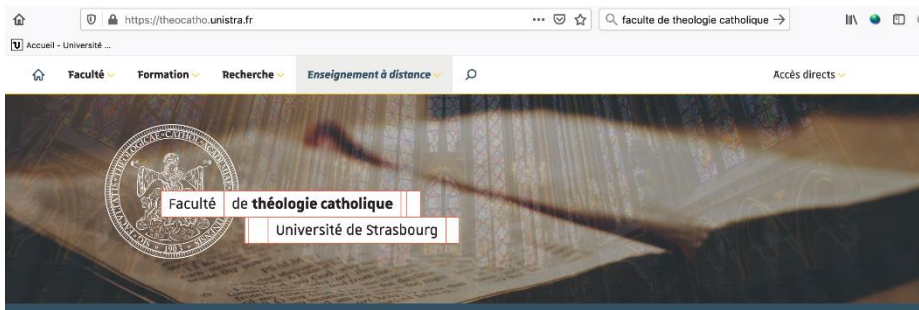 https://theocatho.unistra.fr
faculte de theologie catholique
Accueil - Université ...
Faculté Formation Recherche Enseignement à distance Accès directs
Faculté de théologie catholique
Université de Strasbourg
1903